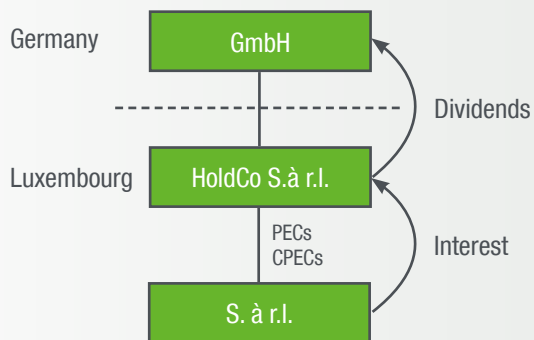 Germany
GmbH
Dividends
Luxembourg
HoldCo S.à r.l.
PECs
CPECs
Interest
S. à r.l.